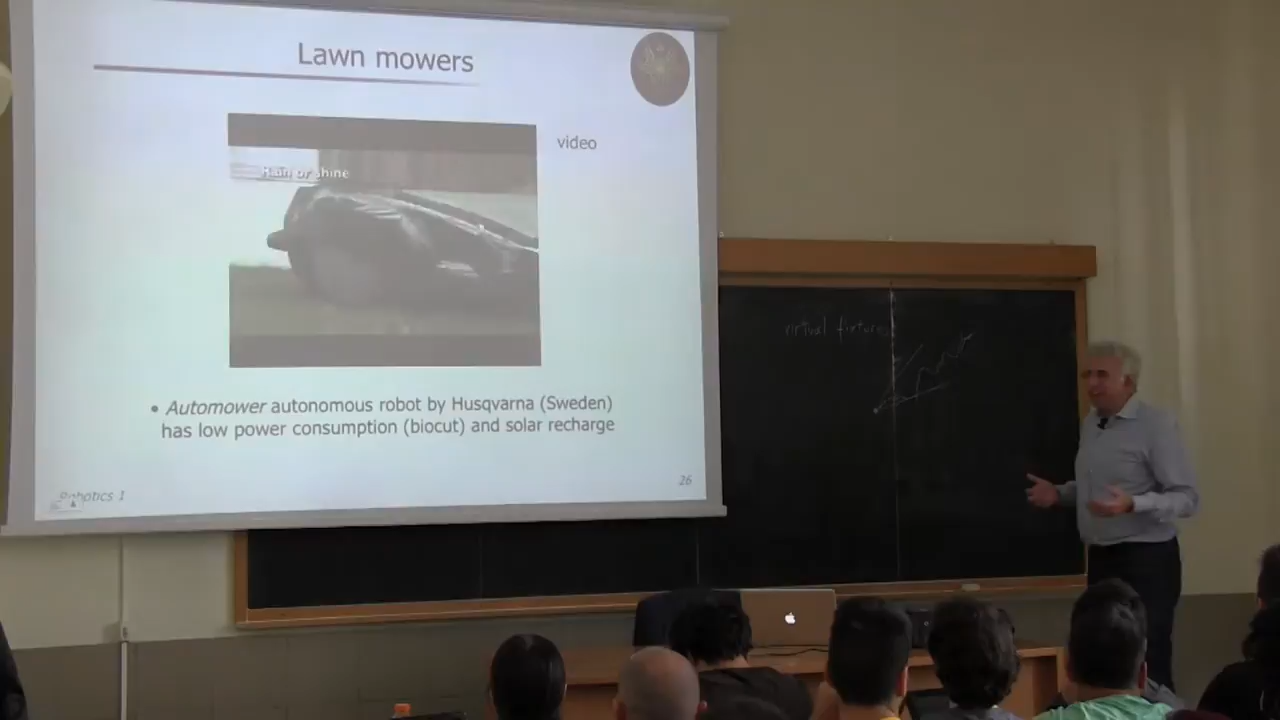 Lawn mowers
video
Rain or shine
• Automower autonomous robot by Husqvarna (Sweden)
has low power consumption (biocut) and solar recharge
Robotics 1
26
virtual fixtures